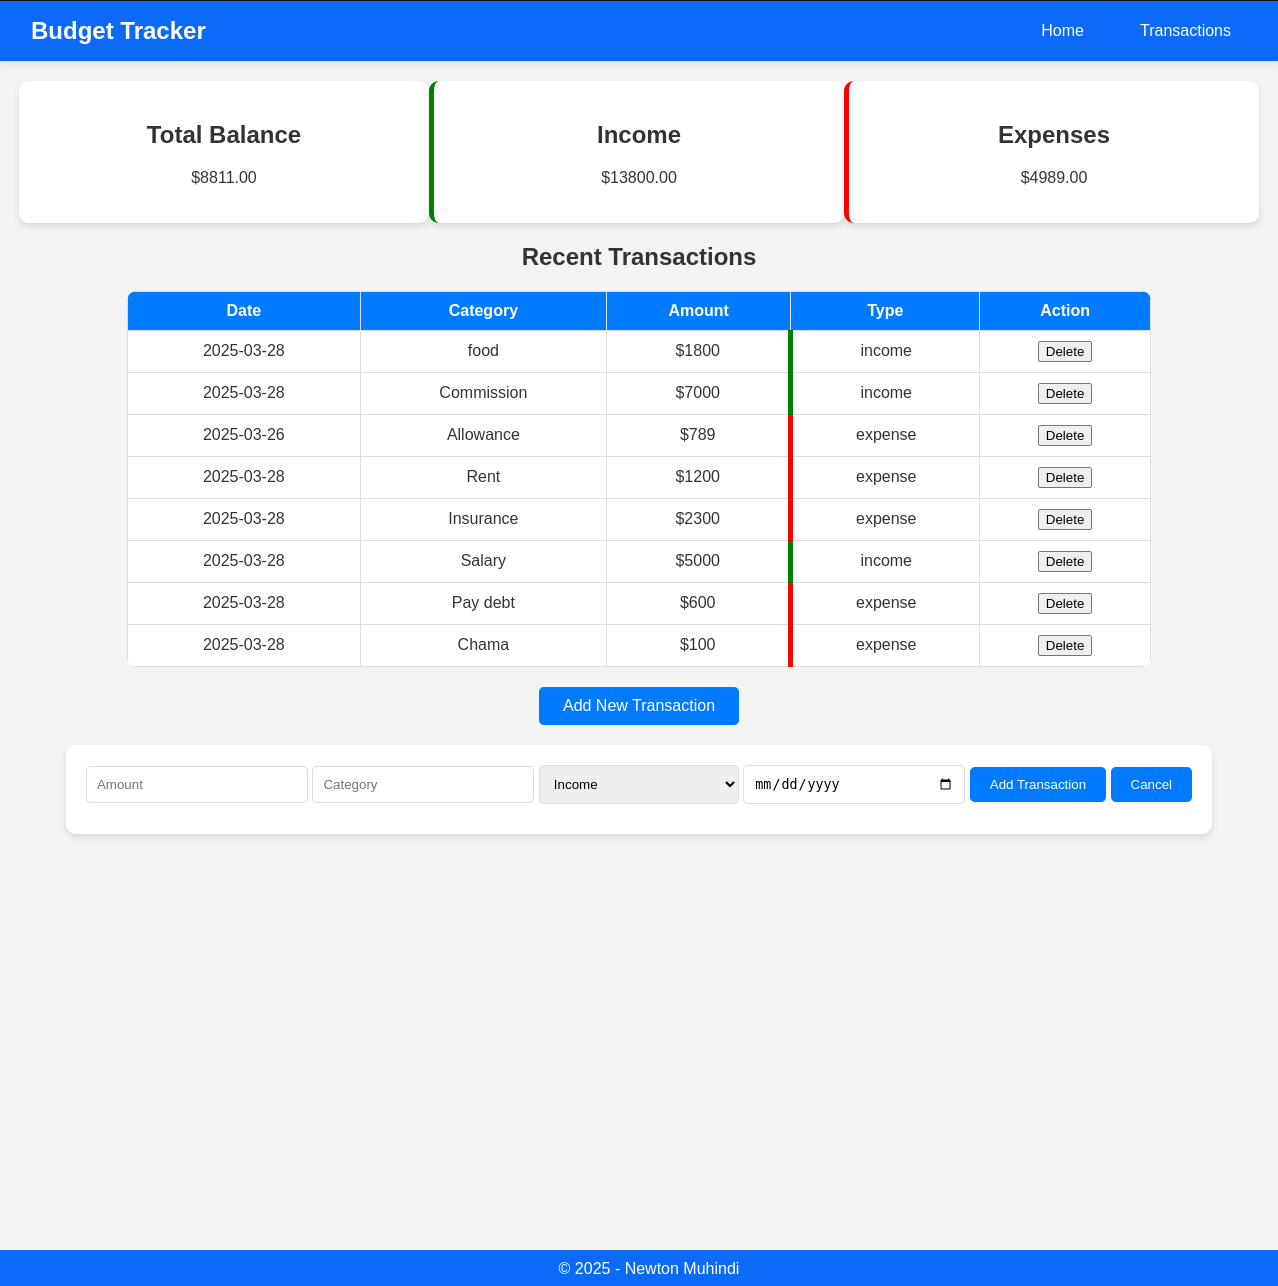 Budget Tracker Home Transactions
Total Balance Income Expenses
$8811.00 $13800.00 $4989.00
Recent Transactions
Date Category Amount Type Action
2025-03-28 food $1800 income Delete
2025-03-28 Commission $7000 income Delete
2025-03-26 Allowance $789 expense Delete
2025-03-28 Rent $1200 expense Delete
2025-03-28 Insurance $2300 expense Delete
2025-03-28 Salary $5000 income Delete
2025-03-28 Pay debt $600 expense Delete
2025-03-28 Chama $100 expense Delete
Add New Transaction
Amount Category Income mm/dd/yyyy Add Transaction Cancel
© 2025 - Newton Muhindi